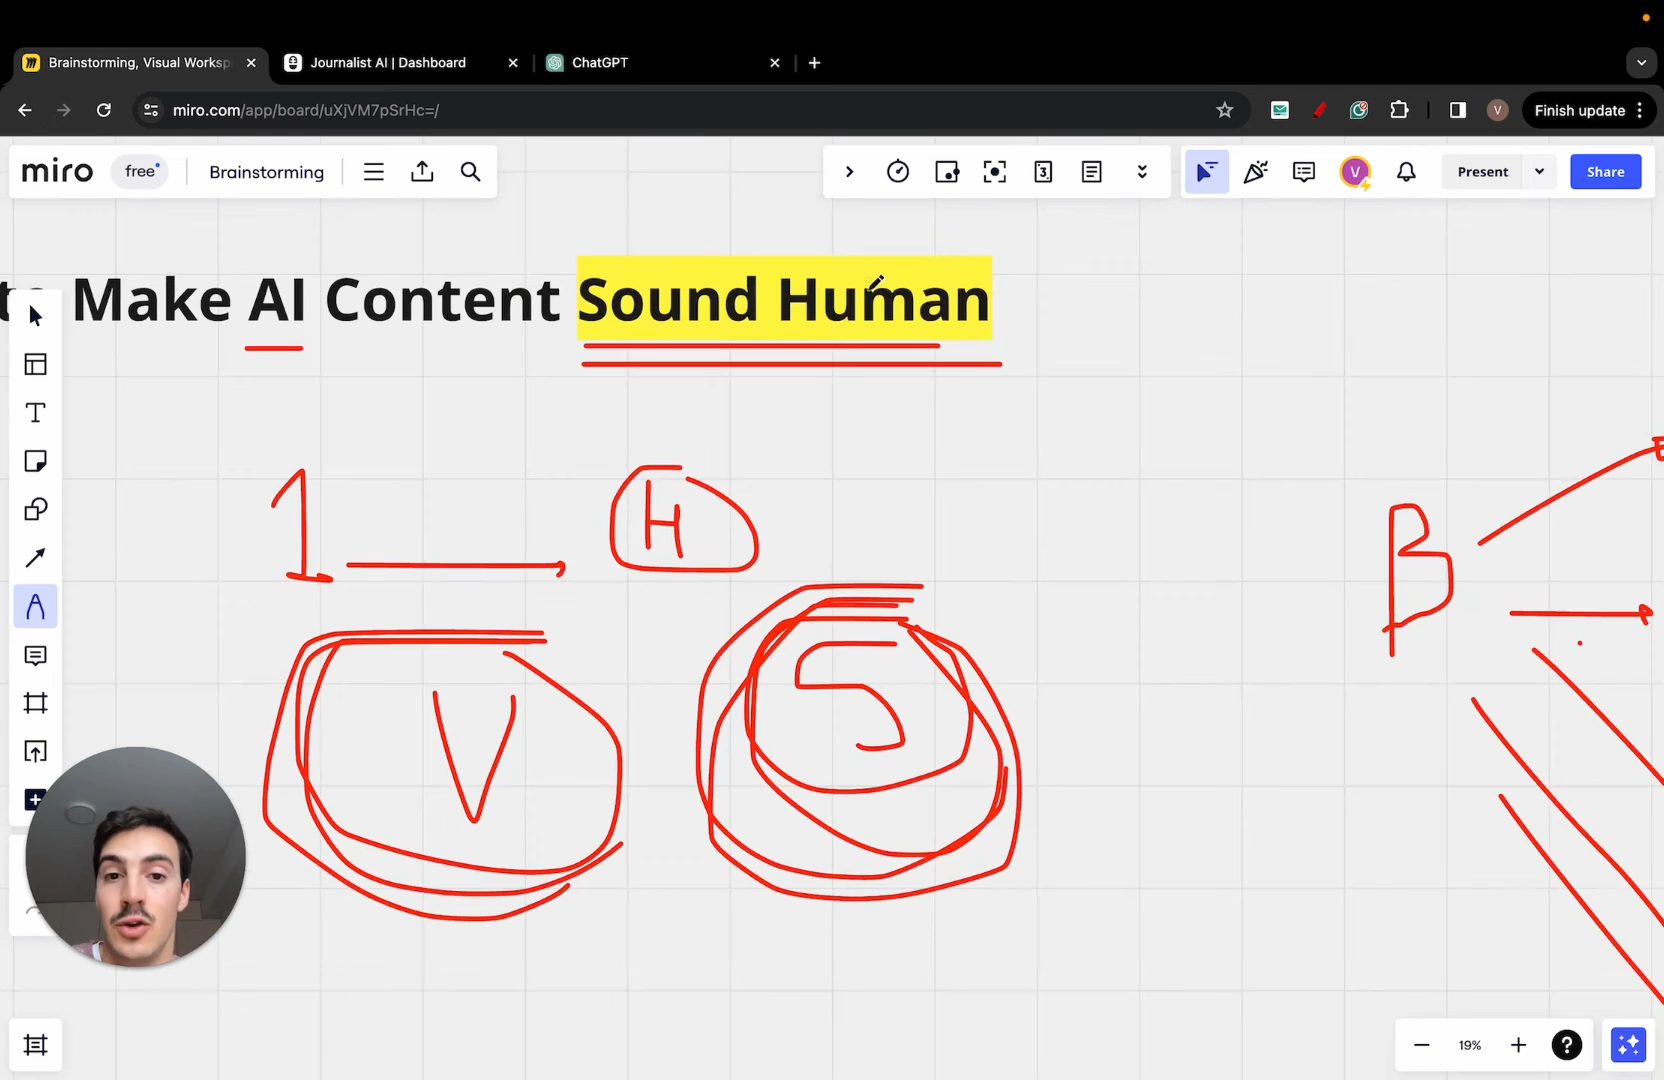 Brainstorming, Visual Worksp
Journalist AI | Dashboard
ChatGPT
miro.com/app/board/uXjVM7pSrHc=/
V
Finish update
miro
free
Brainstorming
3
V
Present
Share
Make AI Content Sound Human
1
H
V
5
B
19%
?